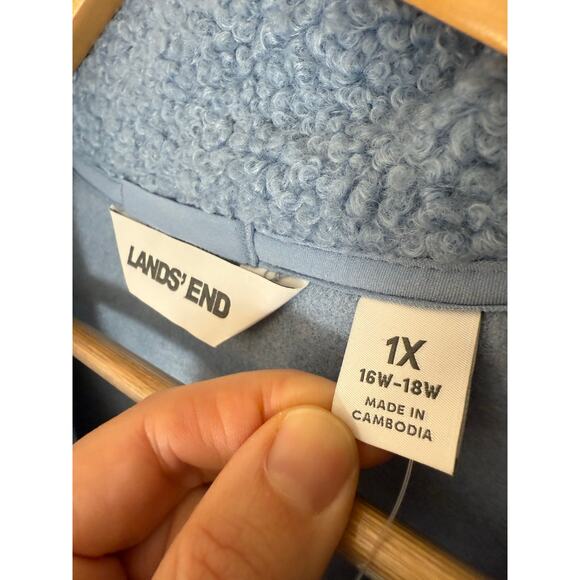 LANDS' END
1X
16W-18W
MADE IN
CAMBODIA